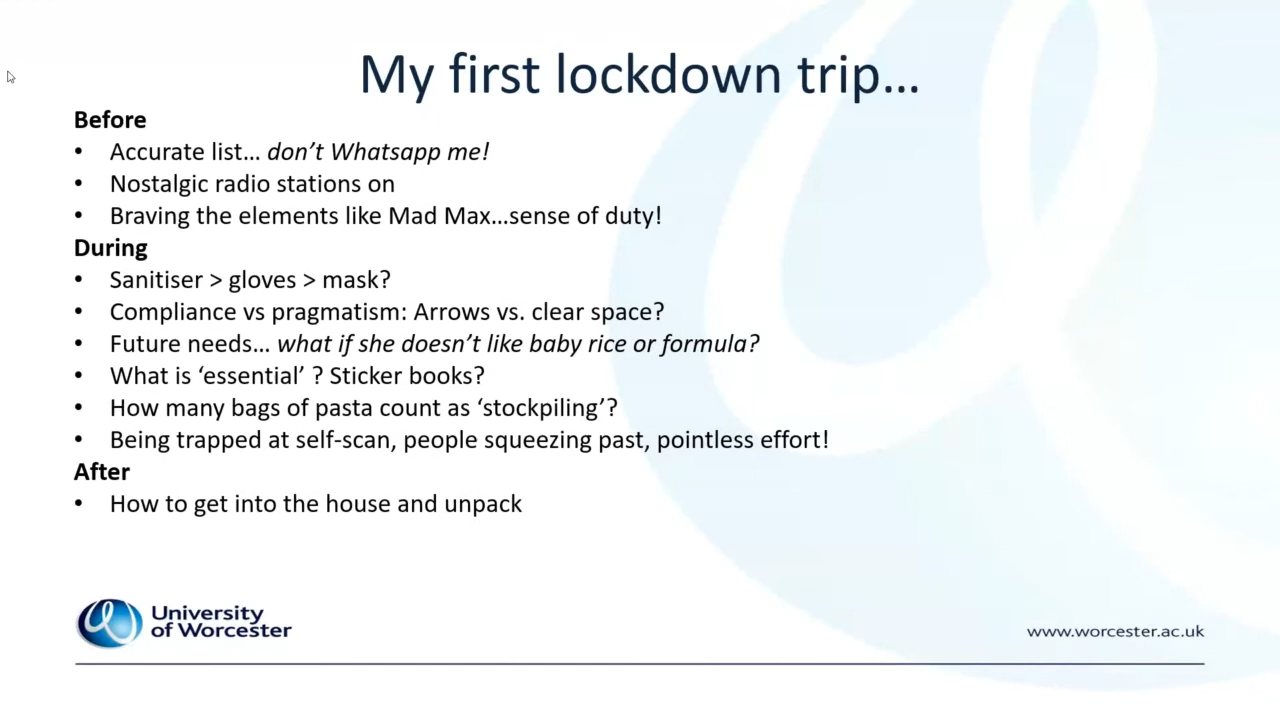 My first lockdown trip...
Before
• Accurate list... don't Whatsapp me!
• Nostalgic radio stations on
• Braving the elements like Mad Max...sense of duty!
During
• Sanitiser > gloves > mask?
• Compliance vs pragmatism: Arrows vs. clear space?
• Future needs... what if she doesn't like baby rice or formula?
• What is ‘essential’ ? Sticker books?
• How many bags of pasta count as ‘stockpiling’?
• Being trapped at self-scan, people squeezing past, pointless effort!
After
• How to get into the house and unpack
University
of Worcester
www.worcester.ac.uk